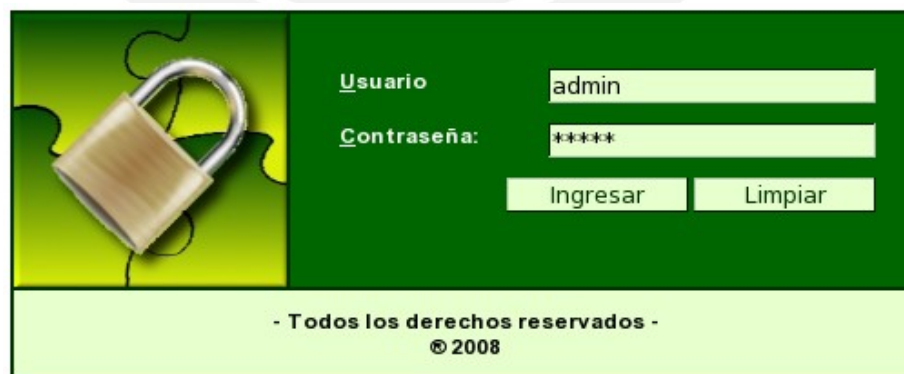 Usuario
admin
Contraseña:
*****
Ingresar
Limpiar
- Todos los derechos reservados -
® 2008